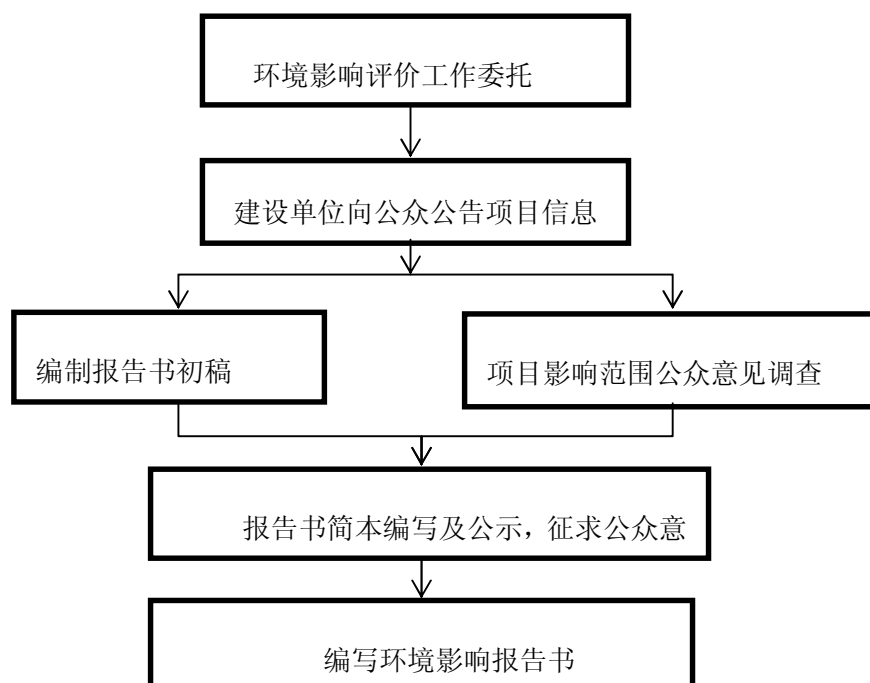 环境影响评价工作委托
建设单位向公众公告项目信息
编制报告书初稿
项目影响范围公众意见调查
报告书简本编写及公示，征求公众意
编写环境影响报告书